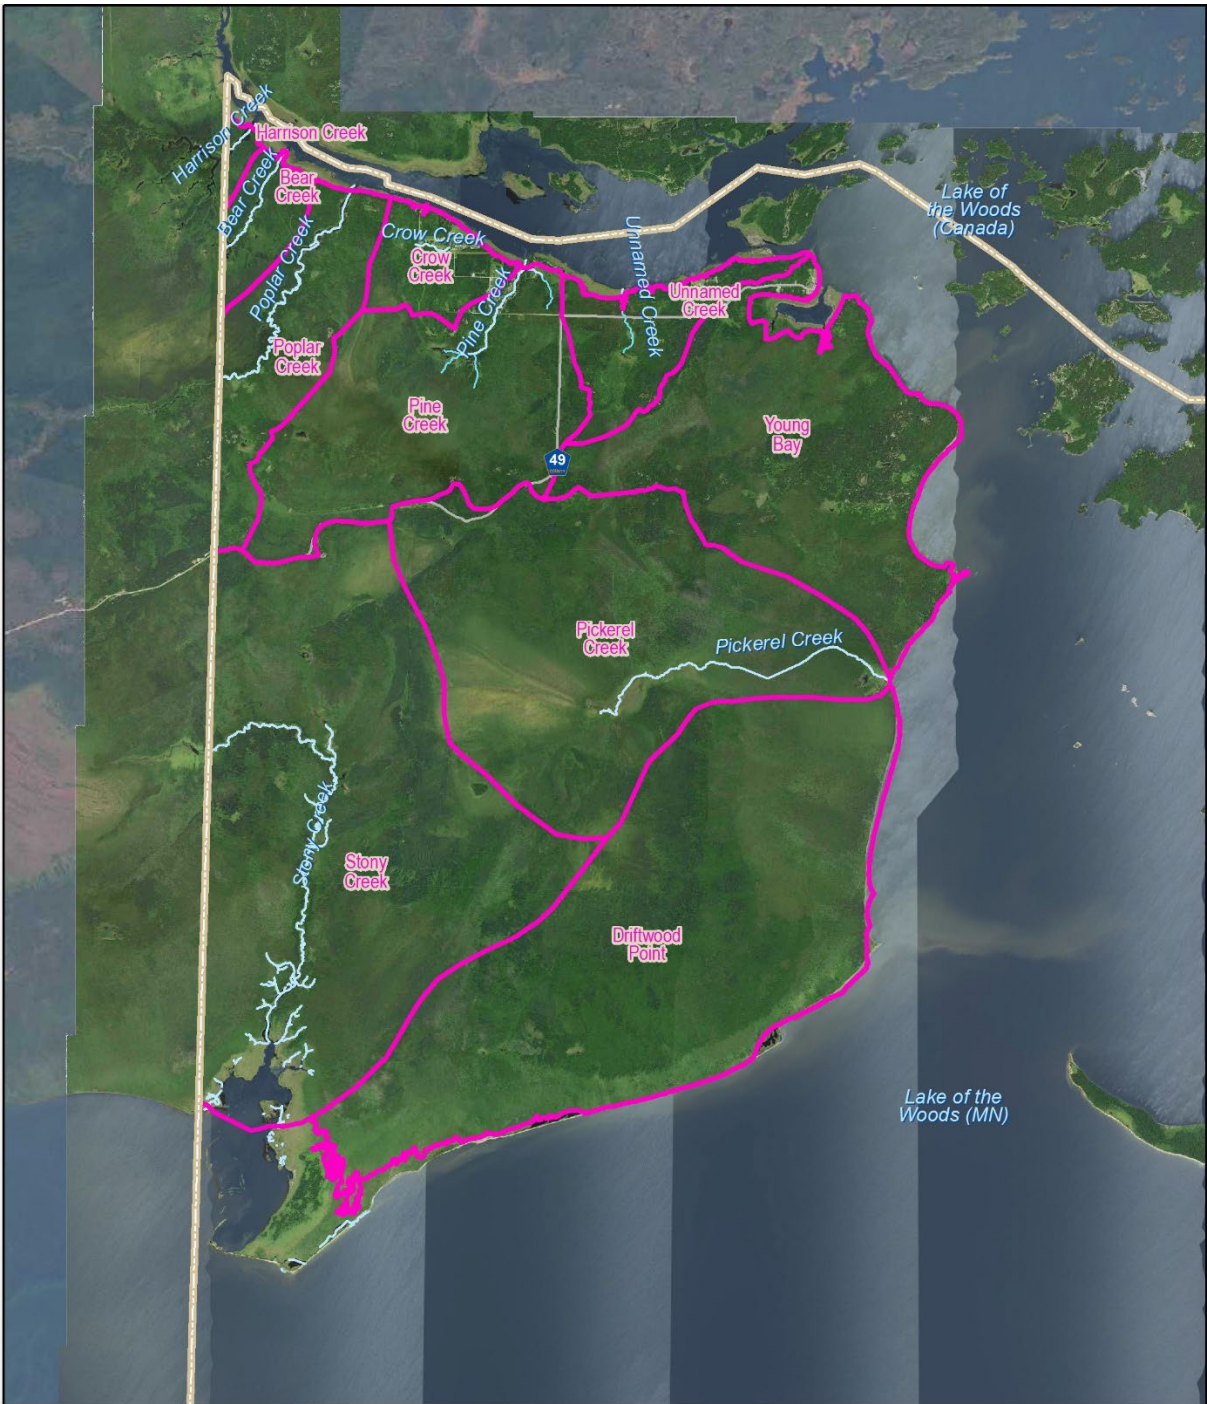 Harrison Creek
Harrison Creek
Bear Creek
Bear
Creek
Lake of
the Woods
(Canada)
Poplar Creek
Crow Creek
Crow
Creek
Unnamed Creek
Unnamed
Creek
Pine Creek
Poplar
Creek
Pine
Creek
Young
Bay
49
Pickerel
Creek
Pickerel Creek
Stony Creek
Stony
Creek
Driftwood
Point
Lake of the
Woods (MN)